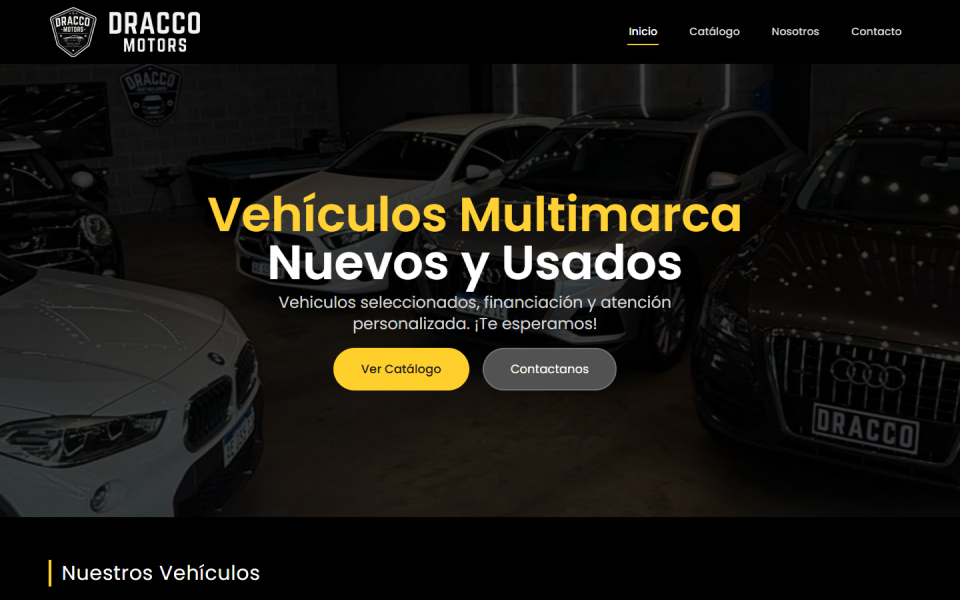 DRACCO
MOTORS
DRACCO
MOTORS
Inicio
Catálogo
Nosotros
Contacto
DRACCO
Vehículos Multimarca
Nuevos y Usados
Vehiculos seleccionados, financiación y atención
personalizada. ¡Te esperamos!
Ver Catálogo
Contactanos
DRACCO
Nuestros Vehículos